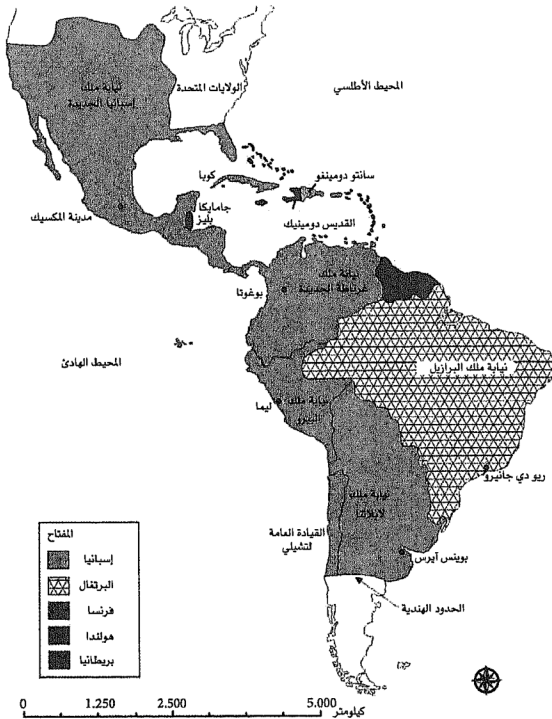 نيابة ملك
إسبانيا الجديدة
الولايات المتحدة
المحيط الأطلسي
كوبا
سانتو دومينغو
جامايكا
بليز
مدينة المكسيك
القديس دومينيك
نيابة ملك
غرناطة الجديدة
بوغوتا
المحيط الهادئ
نيابة ملك البرازيل
نيابة ملك
البيرو
ليما
ريو دي جانيرو
نيابة ملك
لابلاتا
القيادة العامة
لتشيلي
بوينس آيرس
الحدود الهندية
المفتاح
إسبانيا
البرتغال
فرنسا
هولندا
بريطانيا
0 1.250 2.500 5.000
كيلومتر